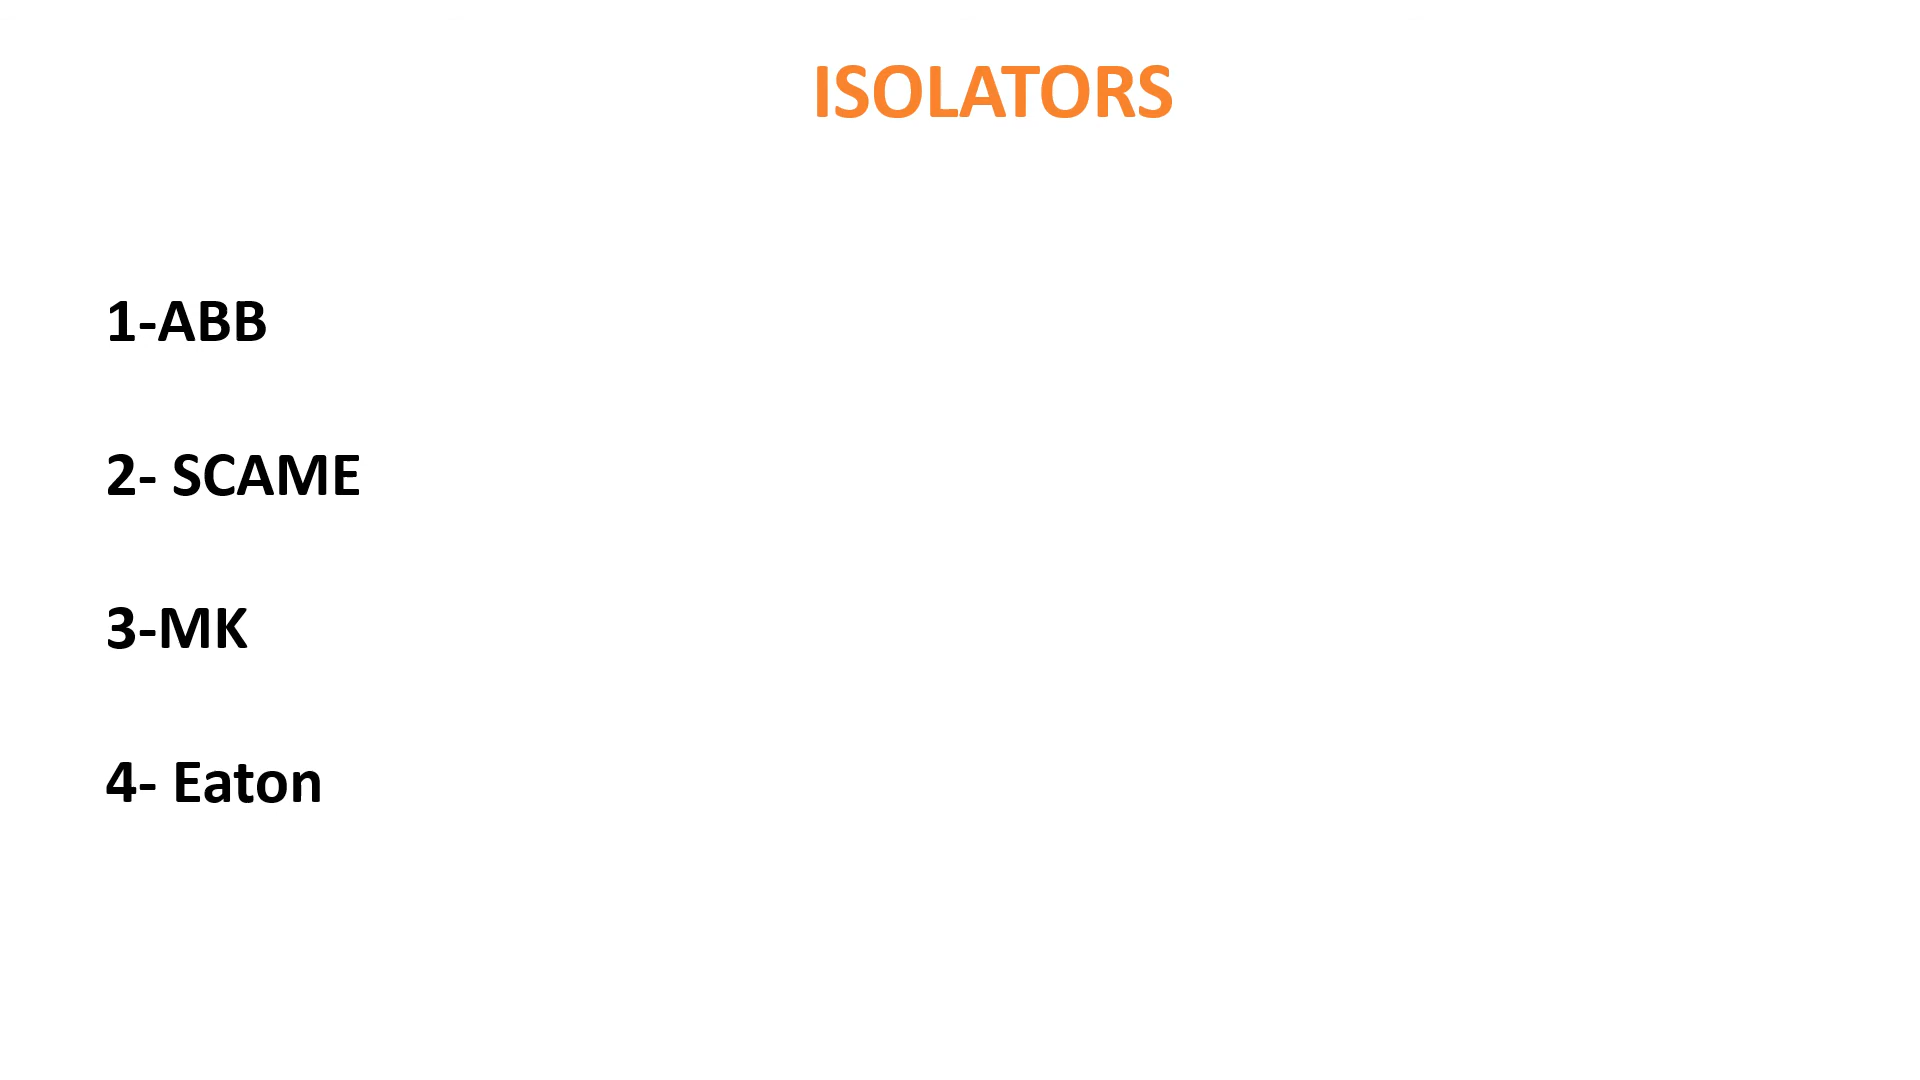 ISOLATORS
1-ABB
2- SCAME
3-MK
4- Eaton